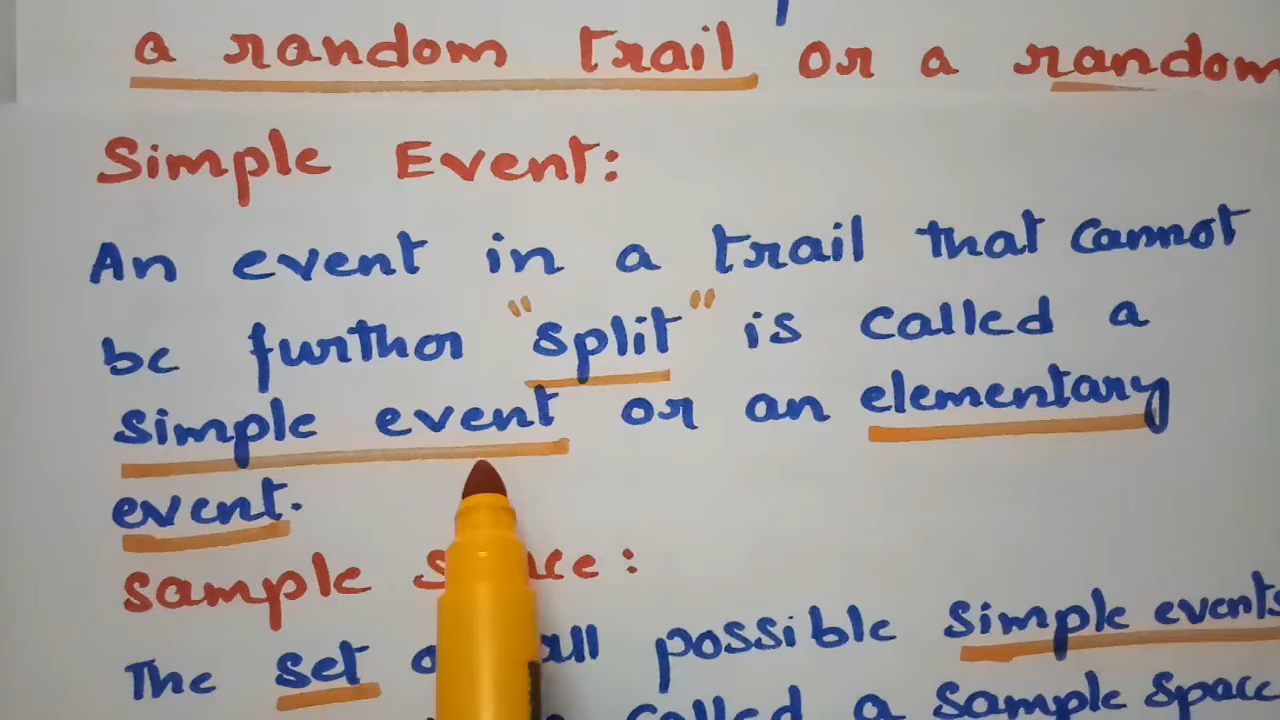 a random trail or a random
Simple Event:
An event in a trail that cannot
be further "split" is called a
simple event or an elementary
event.
Sample
The set all possible simple events
called a sample space